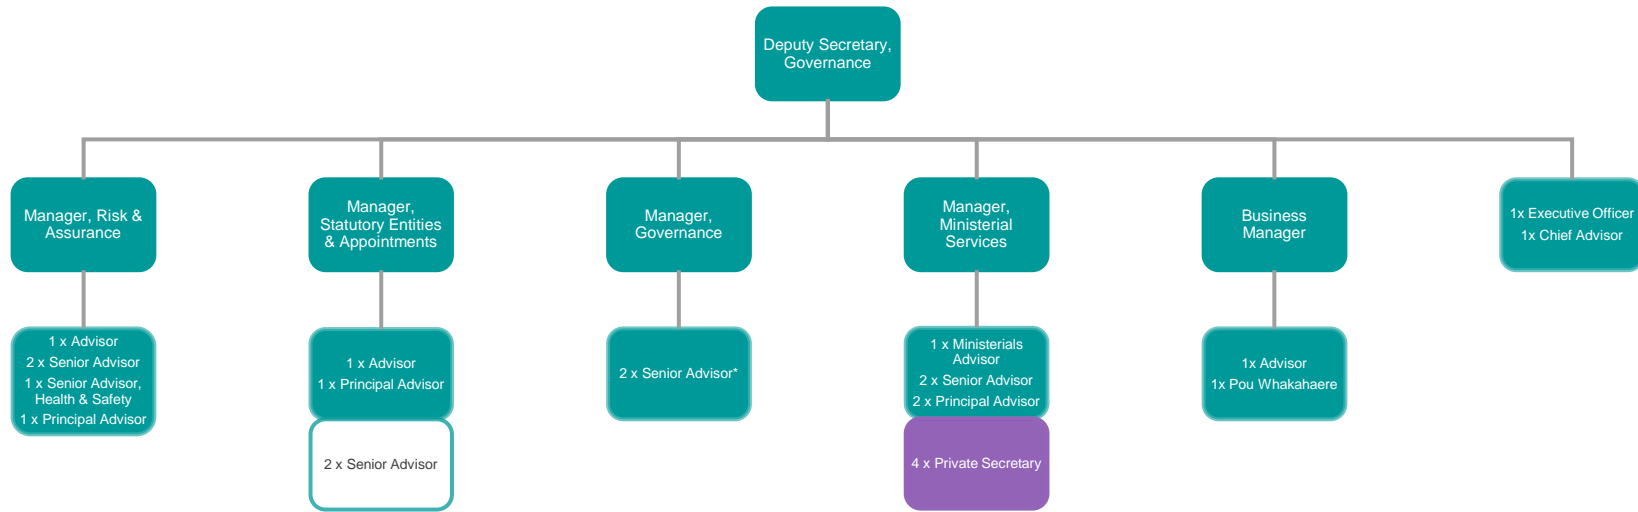 Deputy Secretary,
Governance
Manager, Risk &
Assurance
Manager,
Statutory Entities
& Appointments
Manager,
Governance
Manager,
Ministerial
Services
Business
Manager
1x Executive Officer
1x Chief Advisor
1 x Advisor
2 x Senior Advisor
1 x Senior Advisor,
Health & Safety
1 x Principal Advisor
1 x Advisor
1 x Principal Advisor
2 x Senior Advisor
2 x Senior Advisor*
1 x Ministerials
Advisor
2 x Senior Advisor
2 x Principal Advisor
4 x Private Secretary
1x Advisor
1x Pou Whakahaere